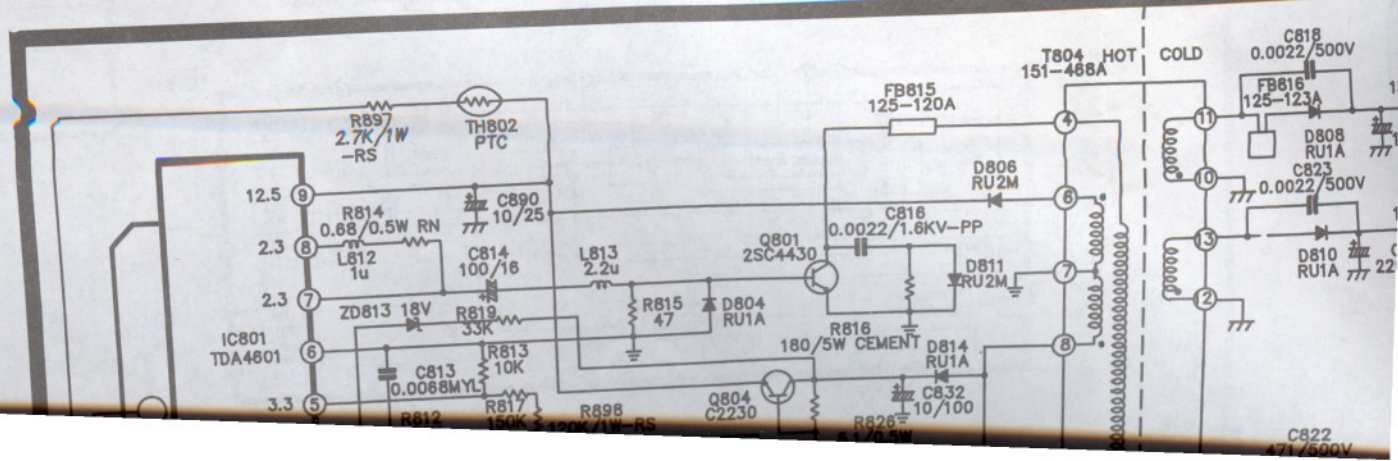 T804 HOT COLD
151-468A
C818
0.0022/500V
FB815
125-120A
FB816
125-123A
R897
2.7K/1W
-RS
TH802
PTC
4
11
D808
RU1A
C823
0.0022/500V
12.5 9
C890
10/25
D806
RU2M
6
10
R814
0.68/0.5W RN
2.3 8
L812
1u
C814
100/16
L813
2.2u
Q801
2SC4430
C816
0.0022/1.6KV-PP
13
D810
RU1A
22
2.3 7
ZD813 18V
R819
33K
R815
47
D804
RU1A
D811
RU2M
7
2
IC801
TDA4601
6
R816
180/5W CEMENT
8
D814
RU1A
C813
0.0068MYL
R813
10K
3.3 5
R812
R817
150K
R898
120K/1W-RS
Q804
C2230
C832
10/100
R826
C822
471/500V